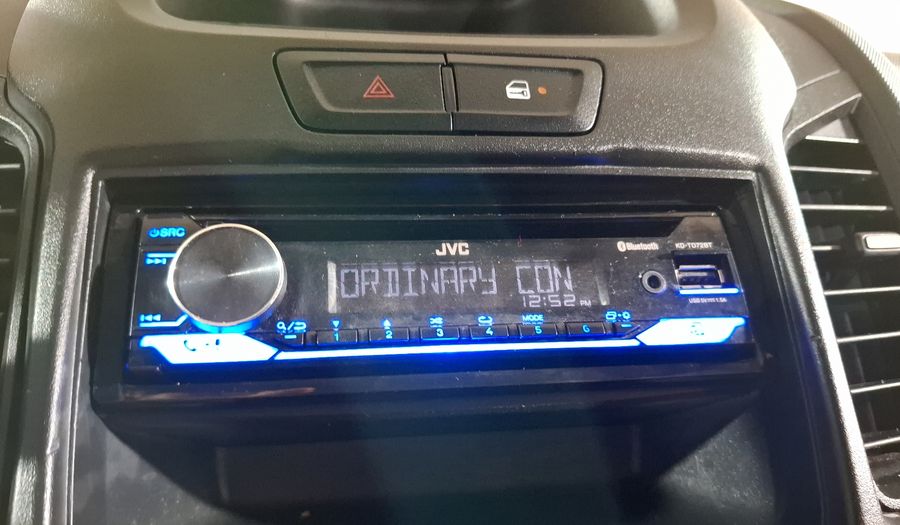 SRC
JVC
Bluetooth
KD-TD72BT
ORDINARY CON
12:52 PM
USB 5V 1.5A
MODE
1 2 3 4 5 6